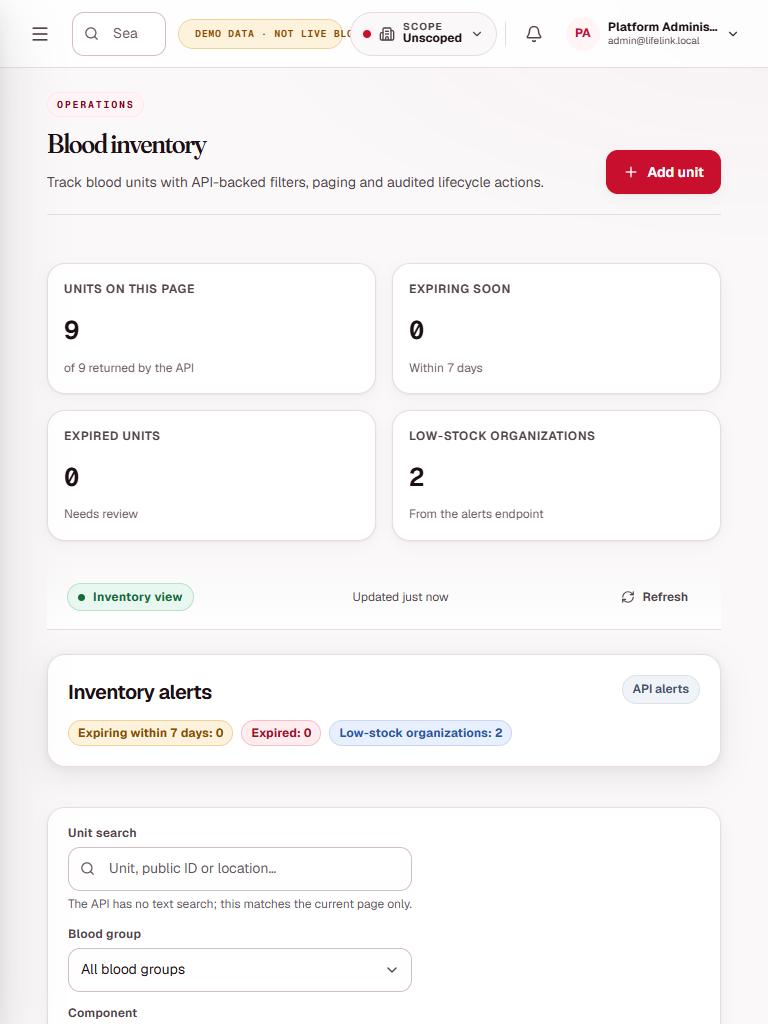 Sea
DEMO DATA · NOT LIVE BLO
SCOPE
Unscoped
PA
Platform Adminis...
admin@lifelink.local
OPERATIONS
Blood inventory
Track blood units with API-backed filters, paging and audited lifecycle actions.
Add unit
UNITS ON THIS PAGE
9
of 9 returned by the API
EXPIRING SOON
0
Within 7 days
EXPIRED UNITS
0
Needs review
LOW-STOCK ORGANIZATIONS
2
From the alerts endpoint
Inventory view
Updated just now
Refresh
Inventory alerts
API alerts
Expiring within 7 days: 0
Expired: 0
Low-stock organizations: 2
Unit search
Unit, public ID or location…
The API has no text search; this matches the current page only.
Blood group
All blood groups
Component